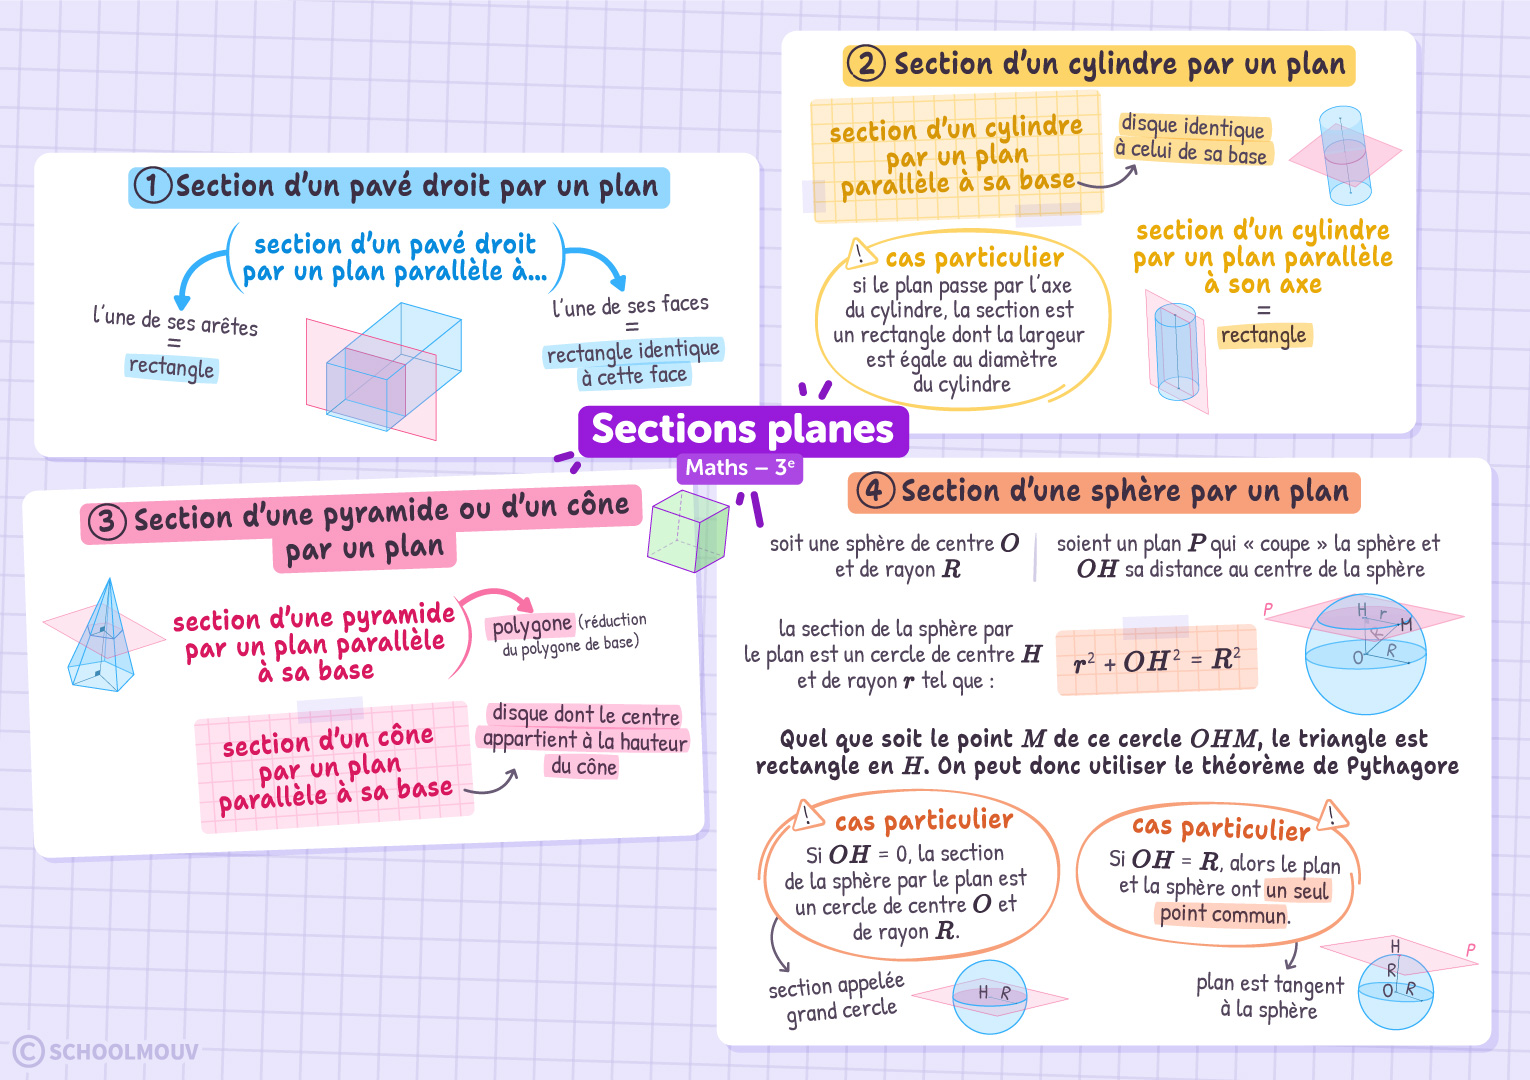 Sections planes
Maths – 3e
① Section d'un pavé droit par un plan
section d'un pavé droit
par un plan parallèle à...
l'une de ses arêtes
=
rectangle
l'une de ses faces
=
rectangle identique
à cette face
② Section d'un cylindre par un plan
section d'un cylindre
par un plan
parallèle à sa base
disque identique
à celui de sa base
! cas particulier
si le plan passe par l'axe
du cylindre, la section est
un rectangle dont la largeur
est égale au diamètre
du cylindre
section d'un cylindre
par un plan parallèle
à son axe
=
rectangle
③ Section d'une pyramide ou d'un cône
par un plan
section d'une pyramide
par un plan parallèle
à sa base
polygone (réduction
du polygone de base)
section d'un cône
par un plan
parallèle à sa base
disque dont le centre
appartient à la hauteur
du cône
④ Section d'une sphère par un plan
soit une sphère de centre O
et de rayon R
soient un plan P qui « coupe » la sphère et
OH sa distance au centre de la sphère
la section de la sphère par
le plan est un cercle de centre H
et de rayon r tel que :
r² + OH² = R²
P
H r
M
R
O R
Quel que soit le point M de ce cercle OHM, le triangle est
rectangle en H. On peut donc utiliser le théorème de Pythagore
! cas particulier
Si OH = 0, la section
de la sphère par le plan est
un cercle de centre O et
de rayon R.
section appelée
grand cercle
H R
cas particulier !
Si OH = R, alors le plan
et la sphère ont un seul
point commun.
plan est tangent
à la sphère
H
P
R
O R
© SCHOOLMOUV